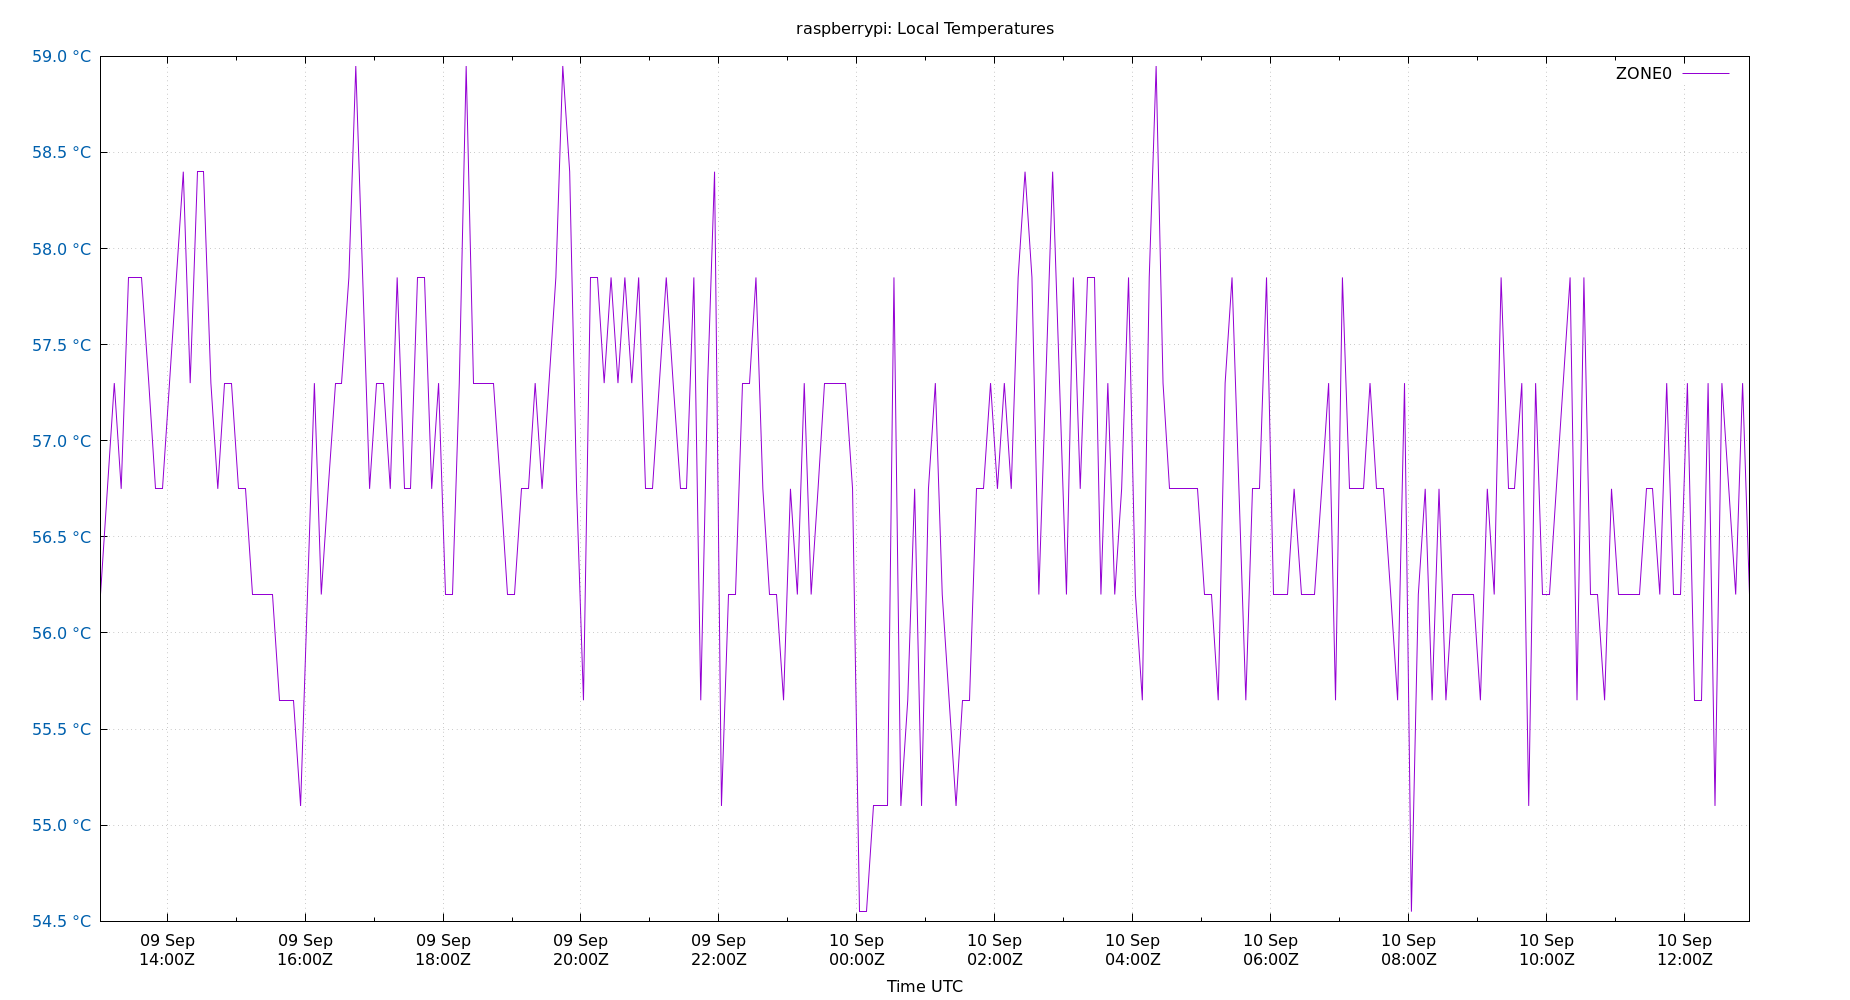 raspberrypi: Local Temperatures
59.0 °C
ZONE0
58.5 °C
58.0 °C
57.5 °C
57.0 °C
56.5 °C
56.0 °C
55.5 °C
55.0 °C
54.5 °C
09 Sep 09 Sep 09 Sep 09 Sep 09 Sep 10 Sep 10 Sep 10 Sep 10 Sep 10 Sep 10 Sep 10 Sep
14:00Z 16:00Z 18:00Z 20:00Z 22:00Z 00:00Z 02:00Z 04:00Z 06:00Z 08:00Z 10:00Z 12:00Z
Time UTC